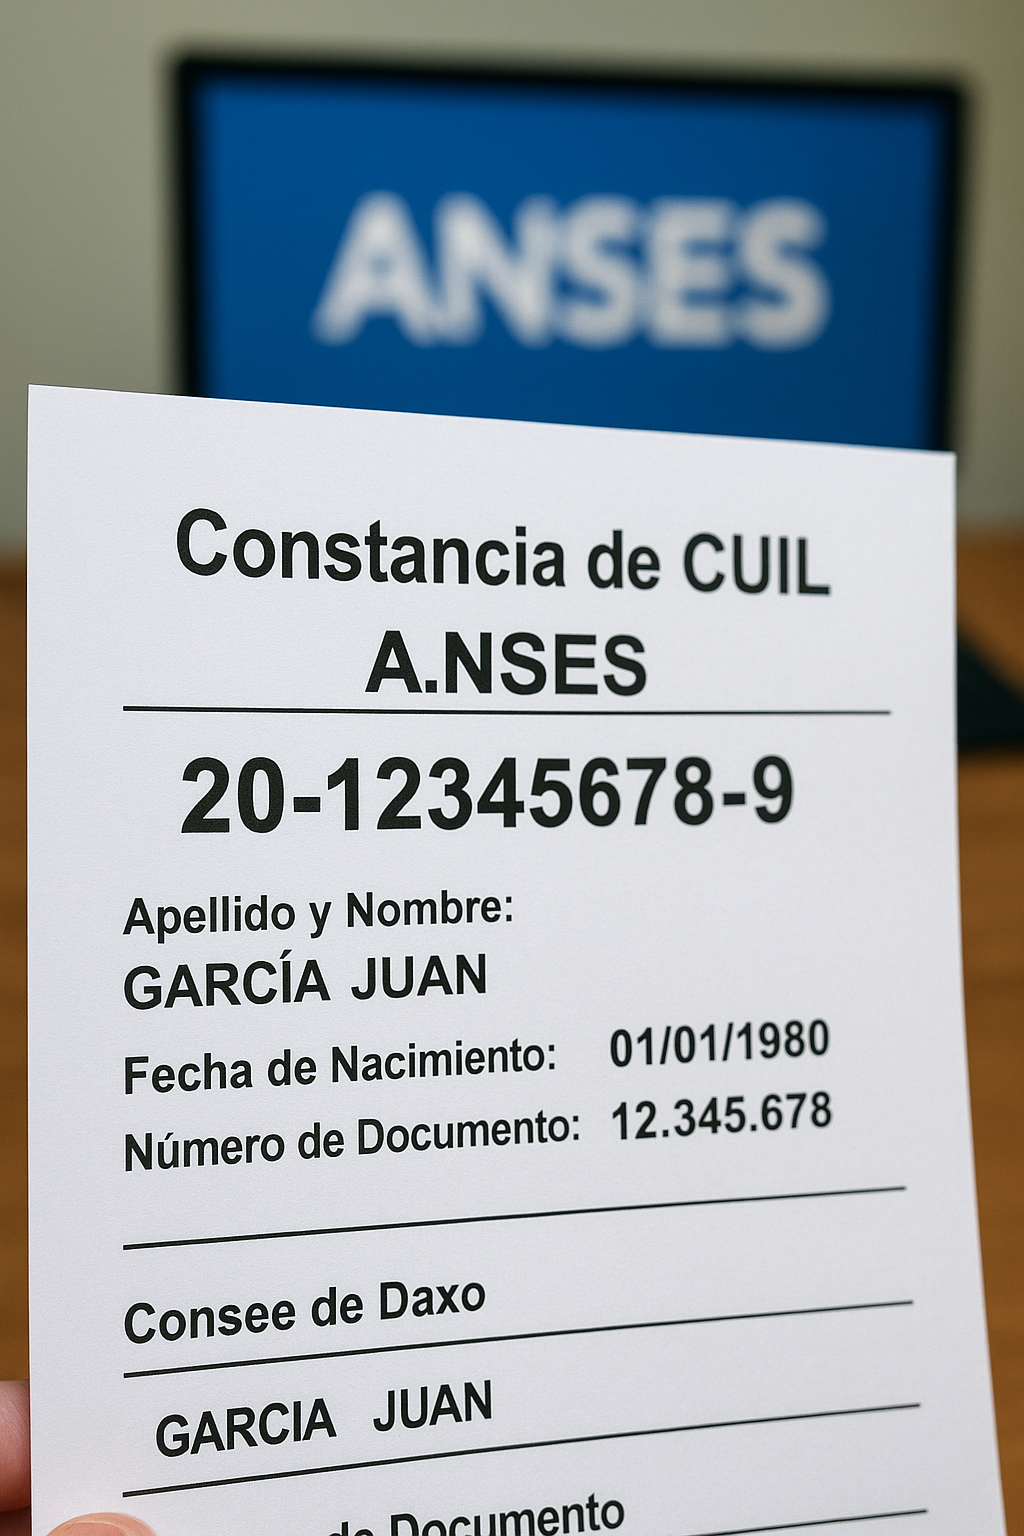 ANSES
Constancia de CUIL
A.NSES
20-12345678-9
Apellido y Nombre:
GARCÍA JUAN
Fecha de Nacimiento: 01/01/1980
Número de Documento: 12.345.678
Consee de Daxo
GARCIA JUAN
de Documento